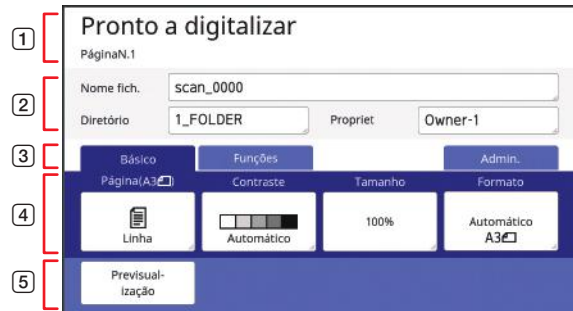 1
Pronto a digitalizar
PáginaN.1
2
Nome fich. scan_0000
Diretório 1_FOLDER Propriet Owner-1
3
Básico Funções Admin.
4
Página(A3) Contraste Tamanho Formato
Linha Automático 100% Automático
A3
5
Previsual-
ização